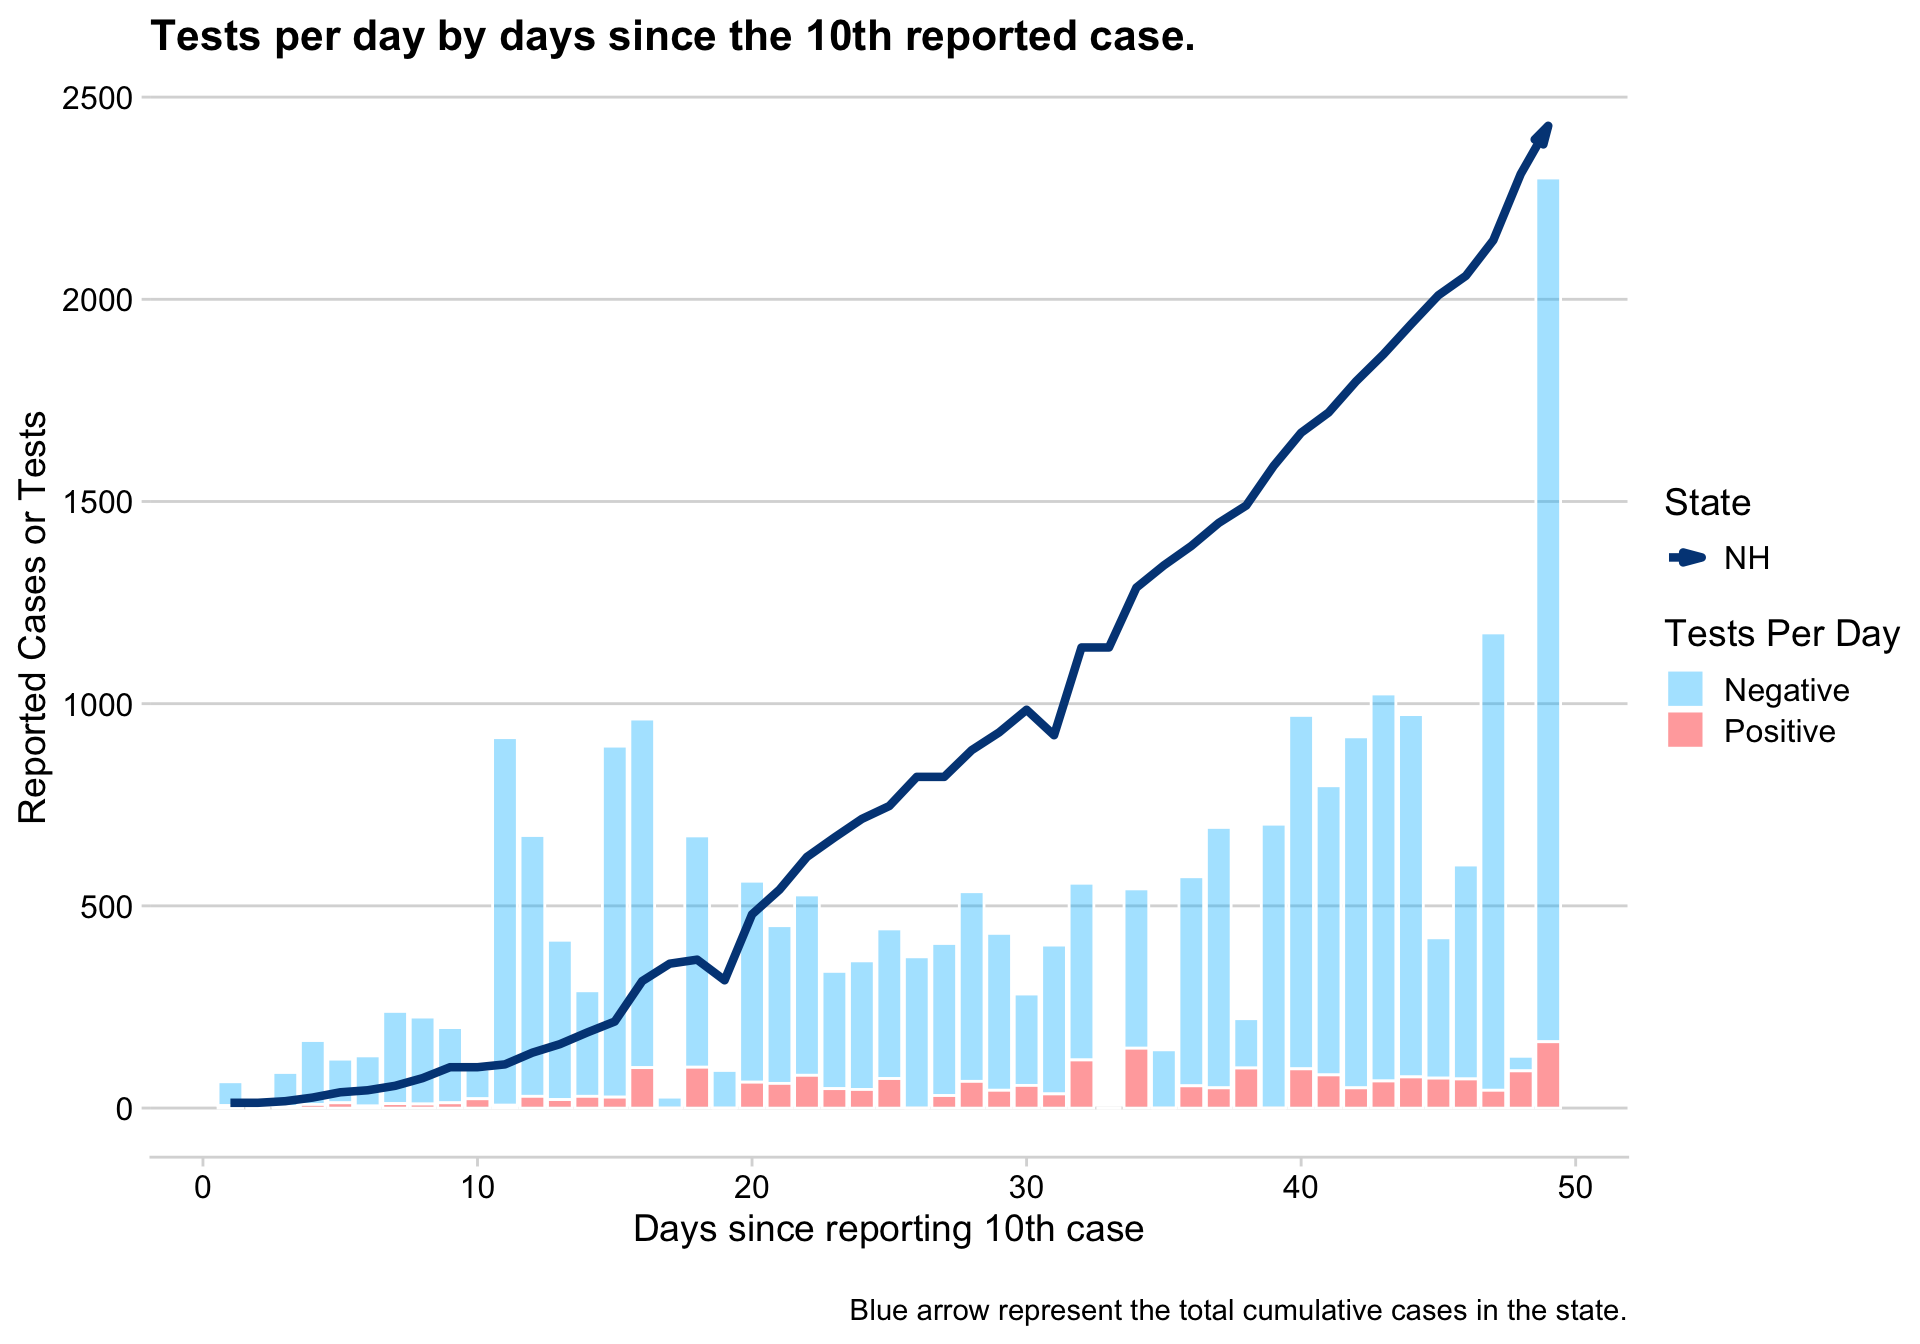 Tests per day by days since the 10th reported case.
2500
2000
1500
1000
500
0
Reported Cases or Tests
0 10 20 30 40 50
Days since reporting 10th case
State
NH
Tests Per Day
Negative
Positive
Blue arrow represent the total cumulative cases in the state.